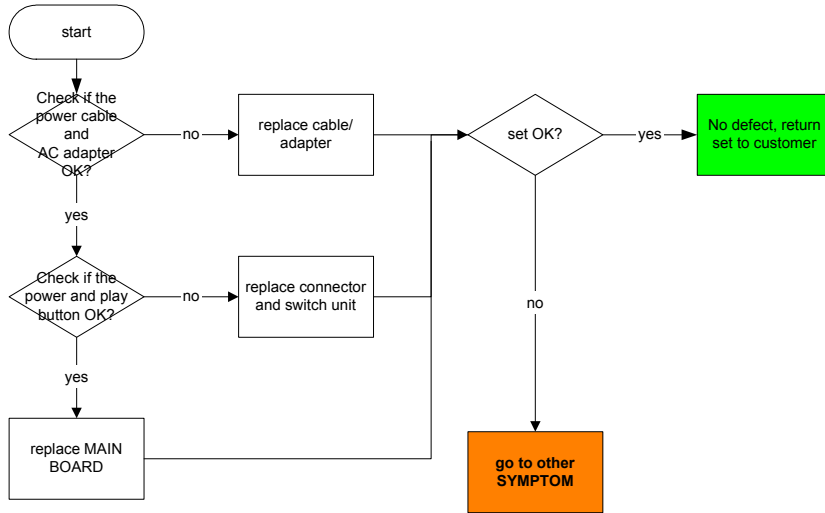 start
Check if the
power cable
and
AC adapter
OK?
no
replace cable/
adapter
set OK?
yes
No defect, return
set to customer
yes
Check if the
power and play
button OK?
no
replace connector
and switch unit
no
yes
replace MAIN
BOARD
go to other
SYMPTOM